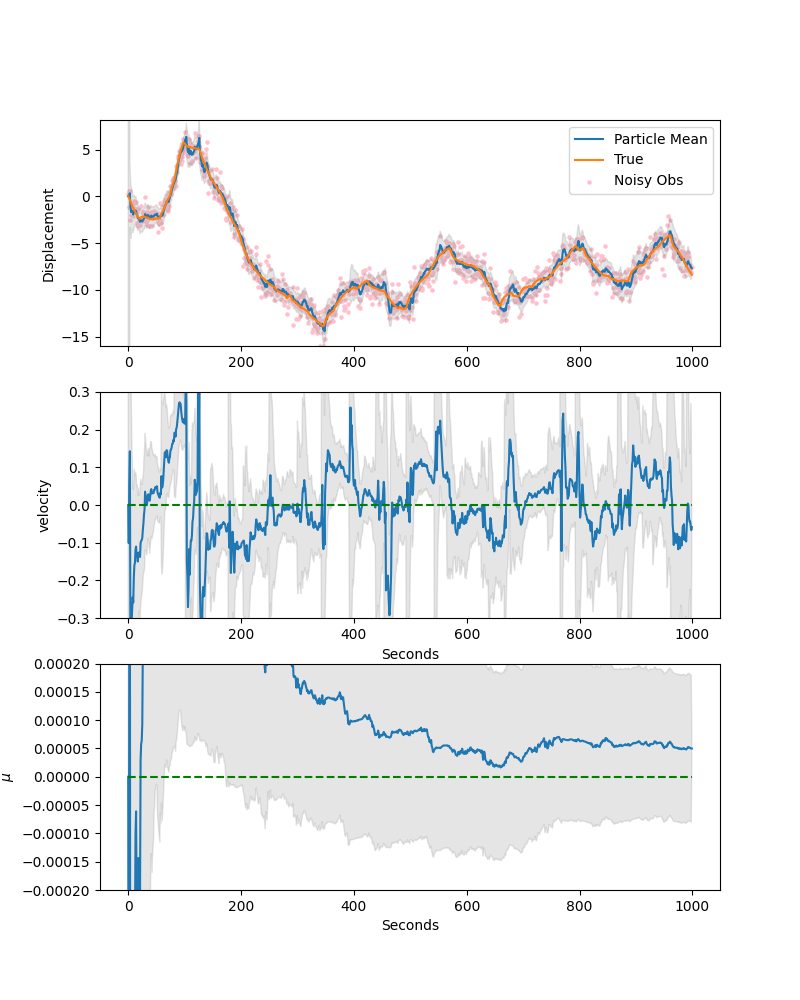 5
0
−5
−10
−15
Displacement
Particle Mean
True
Noisy Obs
0 200 400 600 800 1000
0.3
0.2
0.1
0.0
−0.1
−0.2
−0.3
velocity
0 200 400 600 800 1000
Seconds
0.00020
0.00015
0.00010
0.00005
0.00000
−0.00005
−0.00010
−0.00015
−0.00020
μ
0 200 400 600 800 1000
Seconds